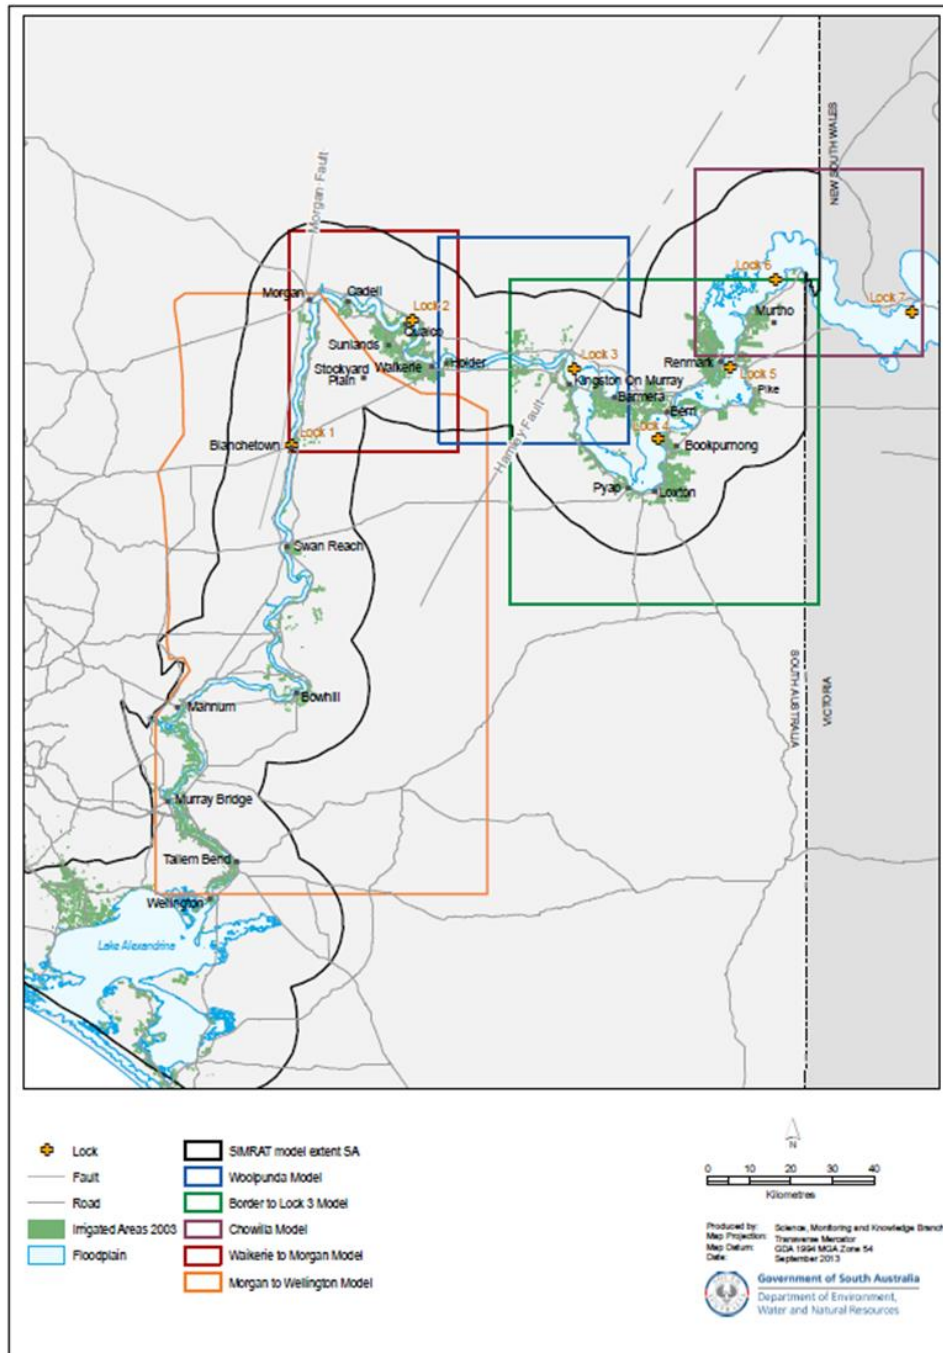 NEW SOUTH WALES
Morgan Fault
Lock 6
Lock 7
Morgan
Cadell
Lock 2
Qualco
Murtho
Sunlands
Waikerie
Holder
Lock 3
Renmark
Lock 5
Stockyard
Plain
Kingston On Murray
Pike
Barmera
Berri
Hamley Fault
Blanchetown
Lock 1
Lock 4
Bookpurnong
Pyap
Loxton
Swan Reach
SOUTH AUSTRALIA
VICTORIA
Bowhill
Mannum
Murray Bridge
Tailem Bend
Wellington
Lake Alexandrina
Lock
Fault
Road
Irrigated Areas 2003
Floodplain
SIMRAT model extent SA
Woolpunda Model
Border to Lock 3 Model
Chowilla Model
Waikerie to Morgan Model
Morgan to Wellington Model
N
0 10 20 30 40
Kilometres
Produced by: Science, Monitoring and Knowledge Branch
Map Projection: Transverse Mercator
Map Datum: GDA 1994 MGA Zone 54
Date: September 2013
Government of South Australia
Department of Environment,
Water and Natural Resources